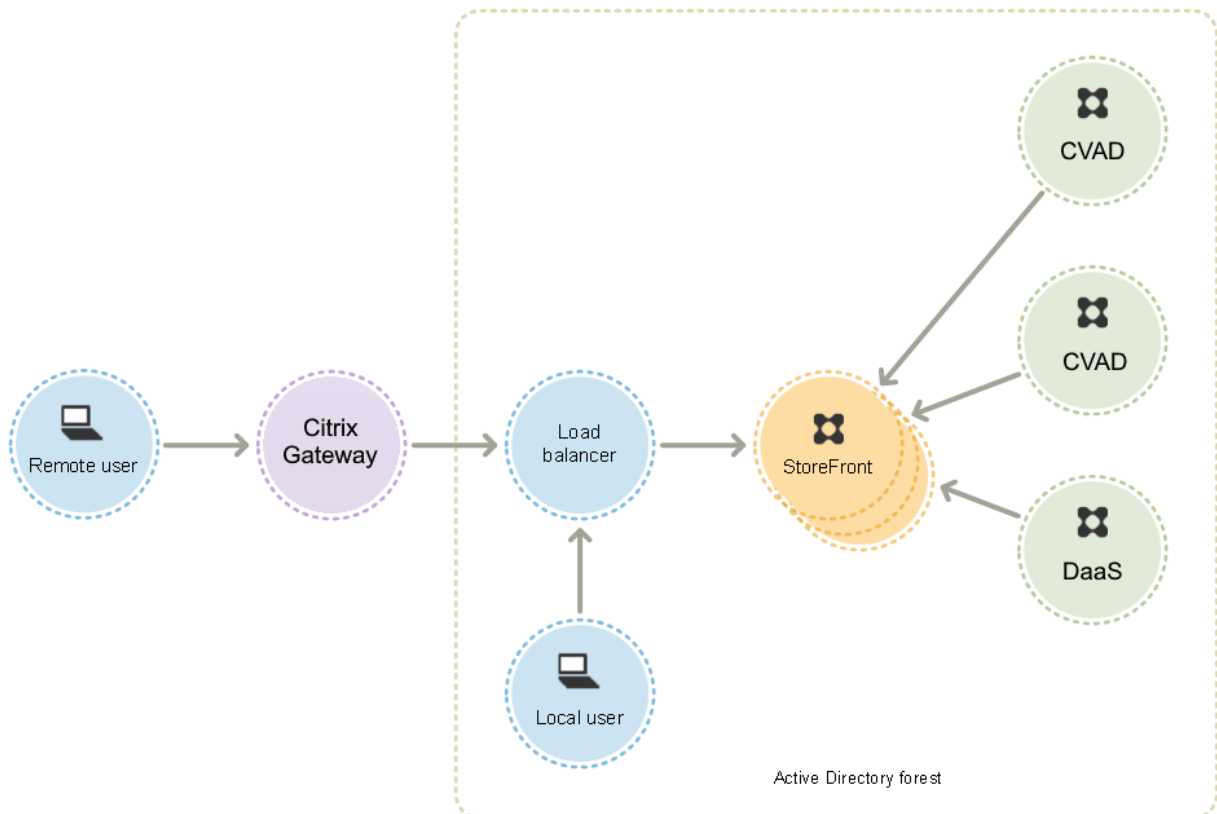 CVAD
CVAD
Remote user
Citrix
Gateway
Load
balancer
StoreFront
DaaS
Local user
Active Directory forest